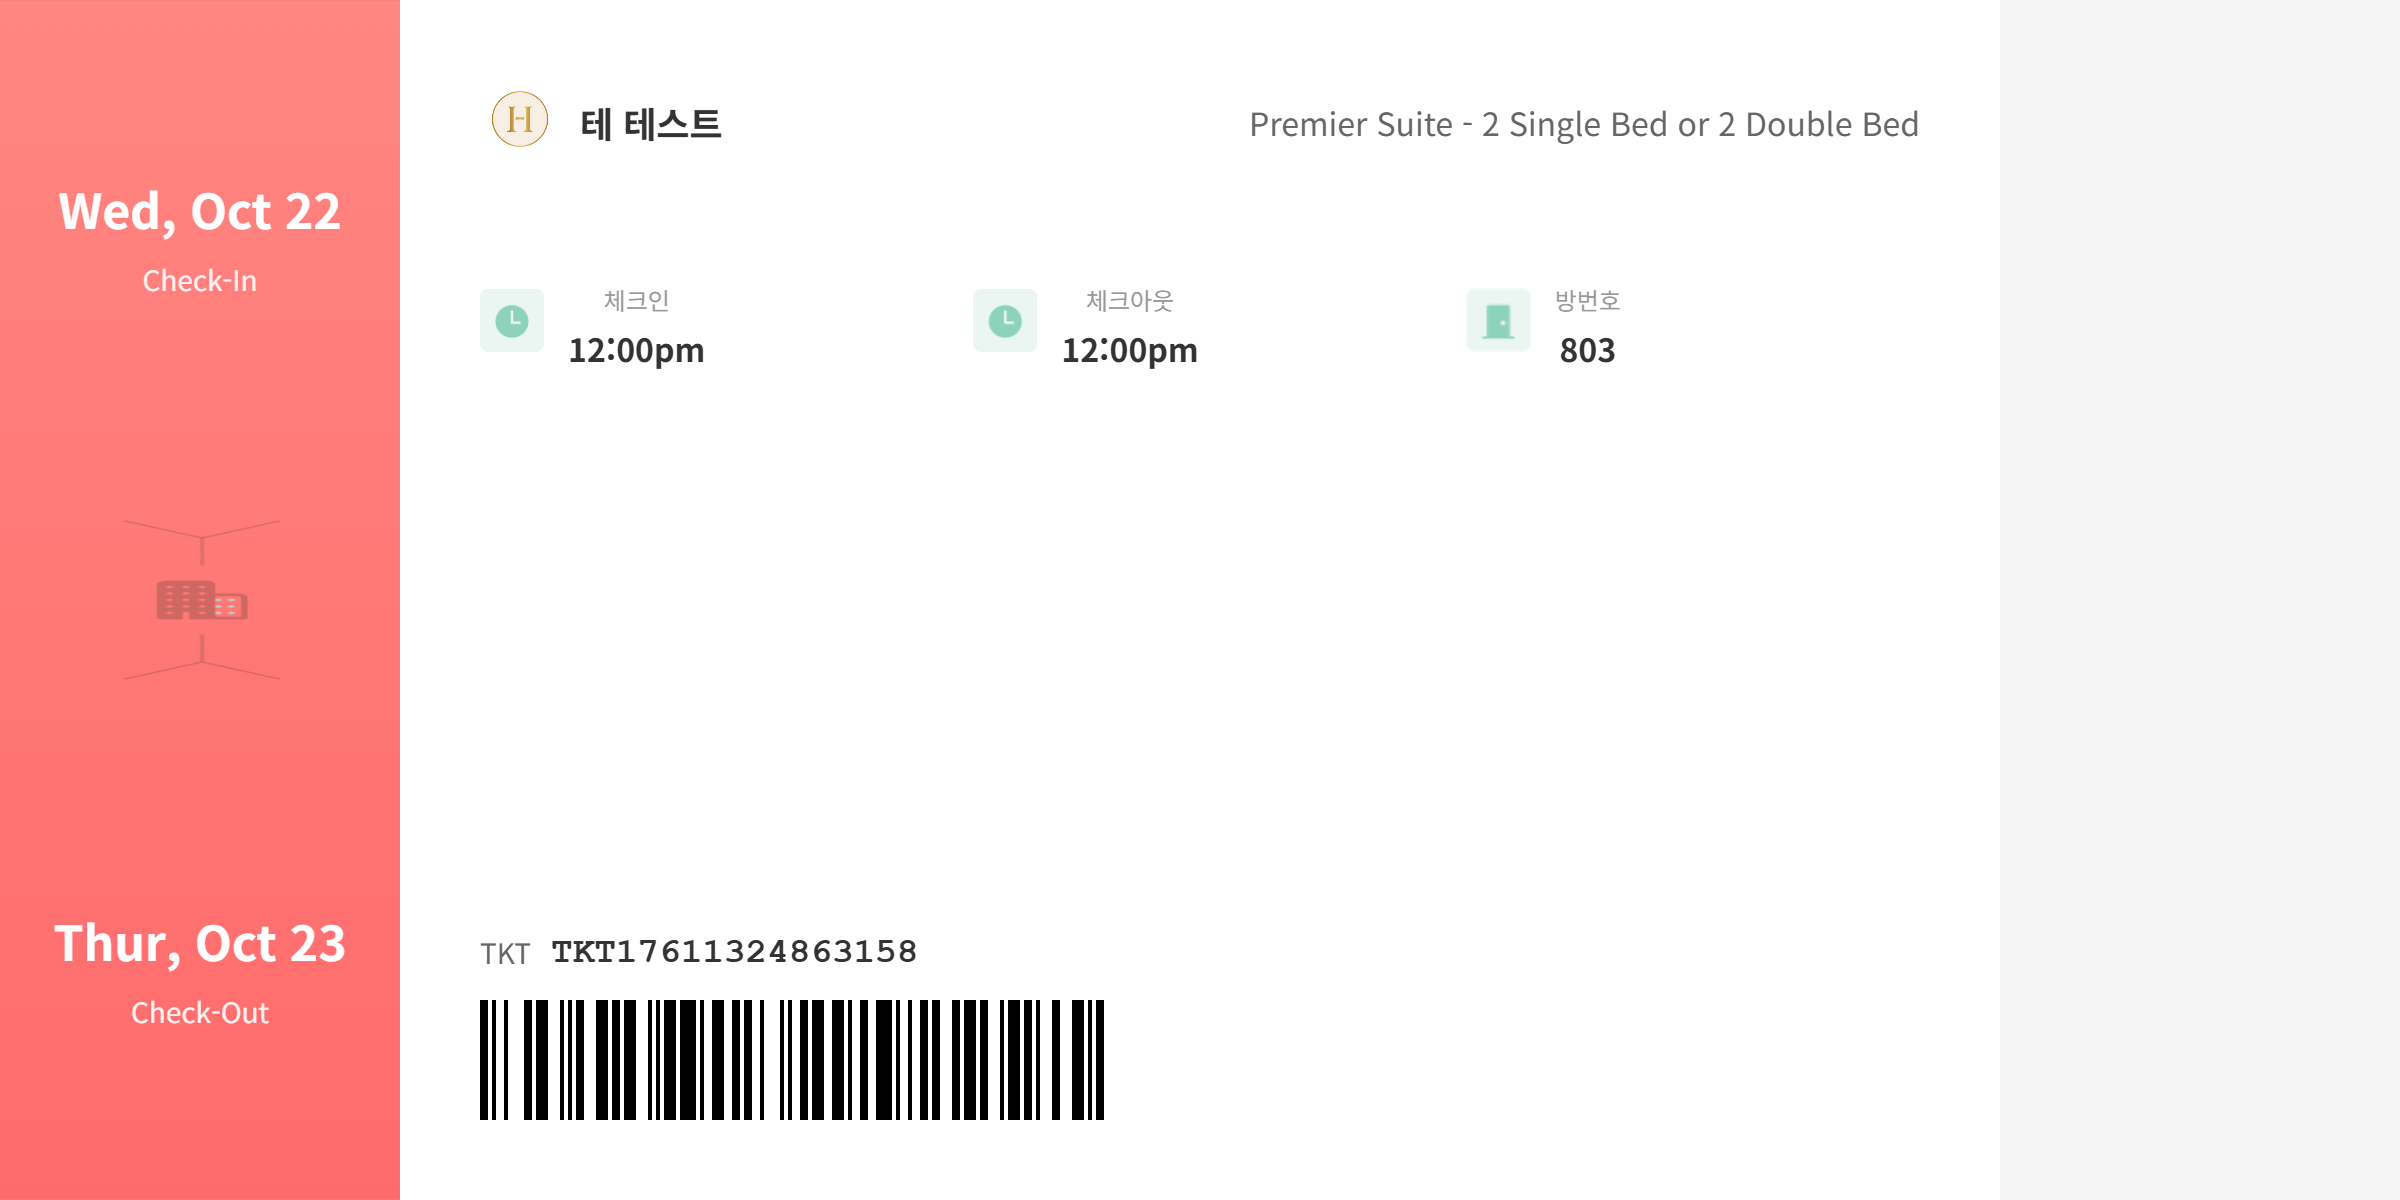 Wed, Oct 22
Check-In
Thur, Oct 23
Check-Out
H
테 테스트
Premier Suite - 2 Single Bed or 2 Double Bed
체크인
12:00pm
체크아웃
12:00pm
방번호
803
TKT TKT17611324863158